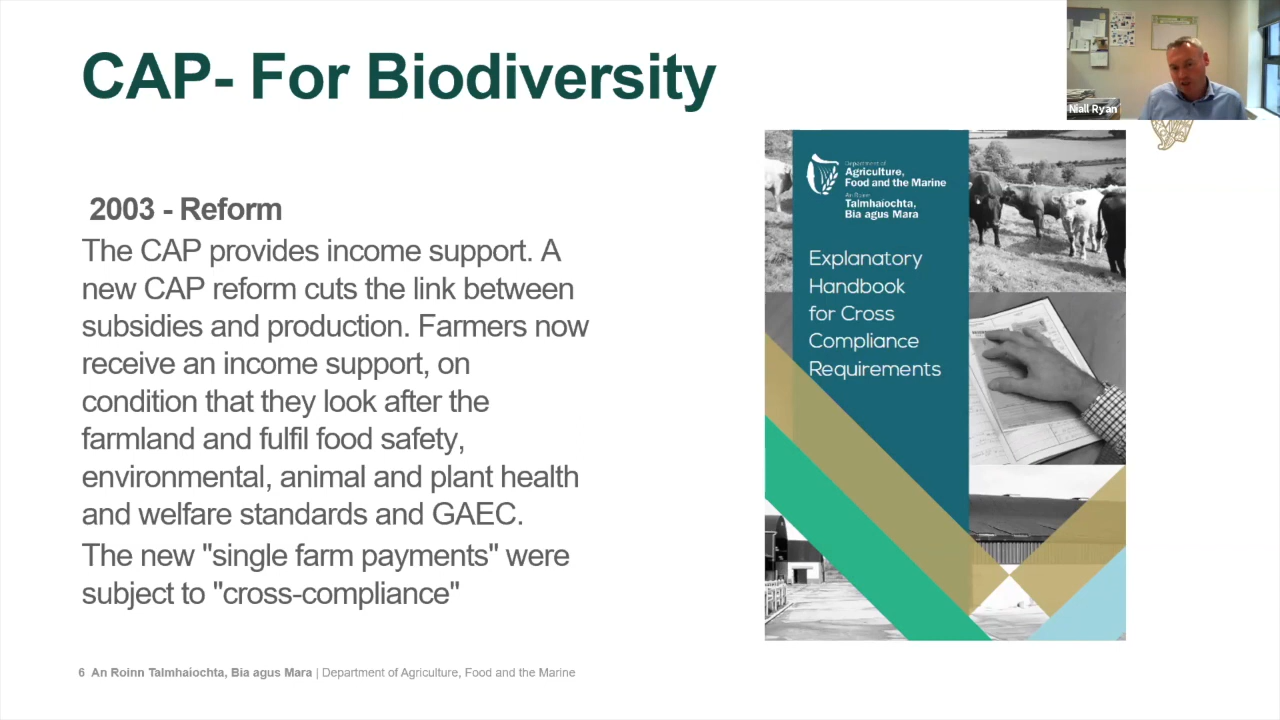 CAP- For Biodiversity
Niall Ryan
2003 - Reform
The CAP provides income support. A
new CAP reform cuts the link between
subsidies and production. Farmers now
receive an income support, on
condition that they look after the
farmland and fulfil food safety,
environmental, animal and plant health
and welfare standards and GAEC.
The new "single farm payments" were
subject to "cross-compliance"
Department of
Agriculture,
Food and the Marine
An Roinn
Talmhaíochta,
Bia agus Mara
Explanatory
Handbook
for Cross
Compliance
Requirements
6 An Roinn Talmhaíochta, Bia agus Mara | Department of Agriculture, Food and the Marine